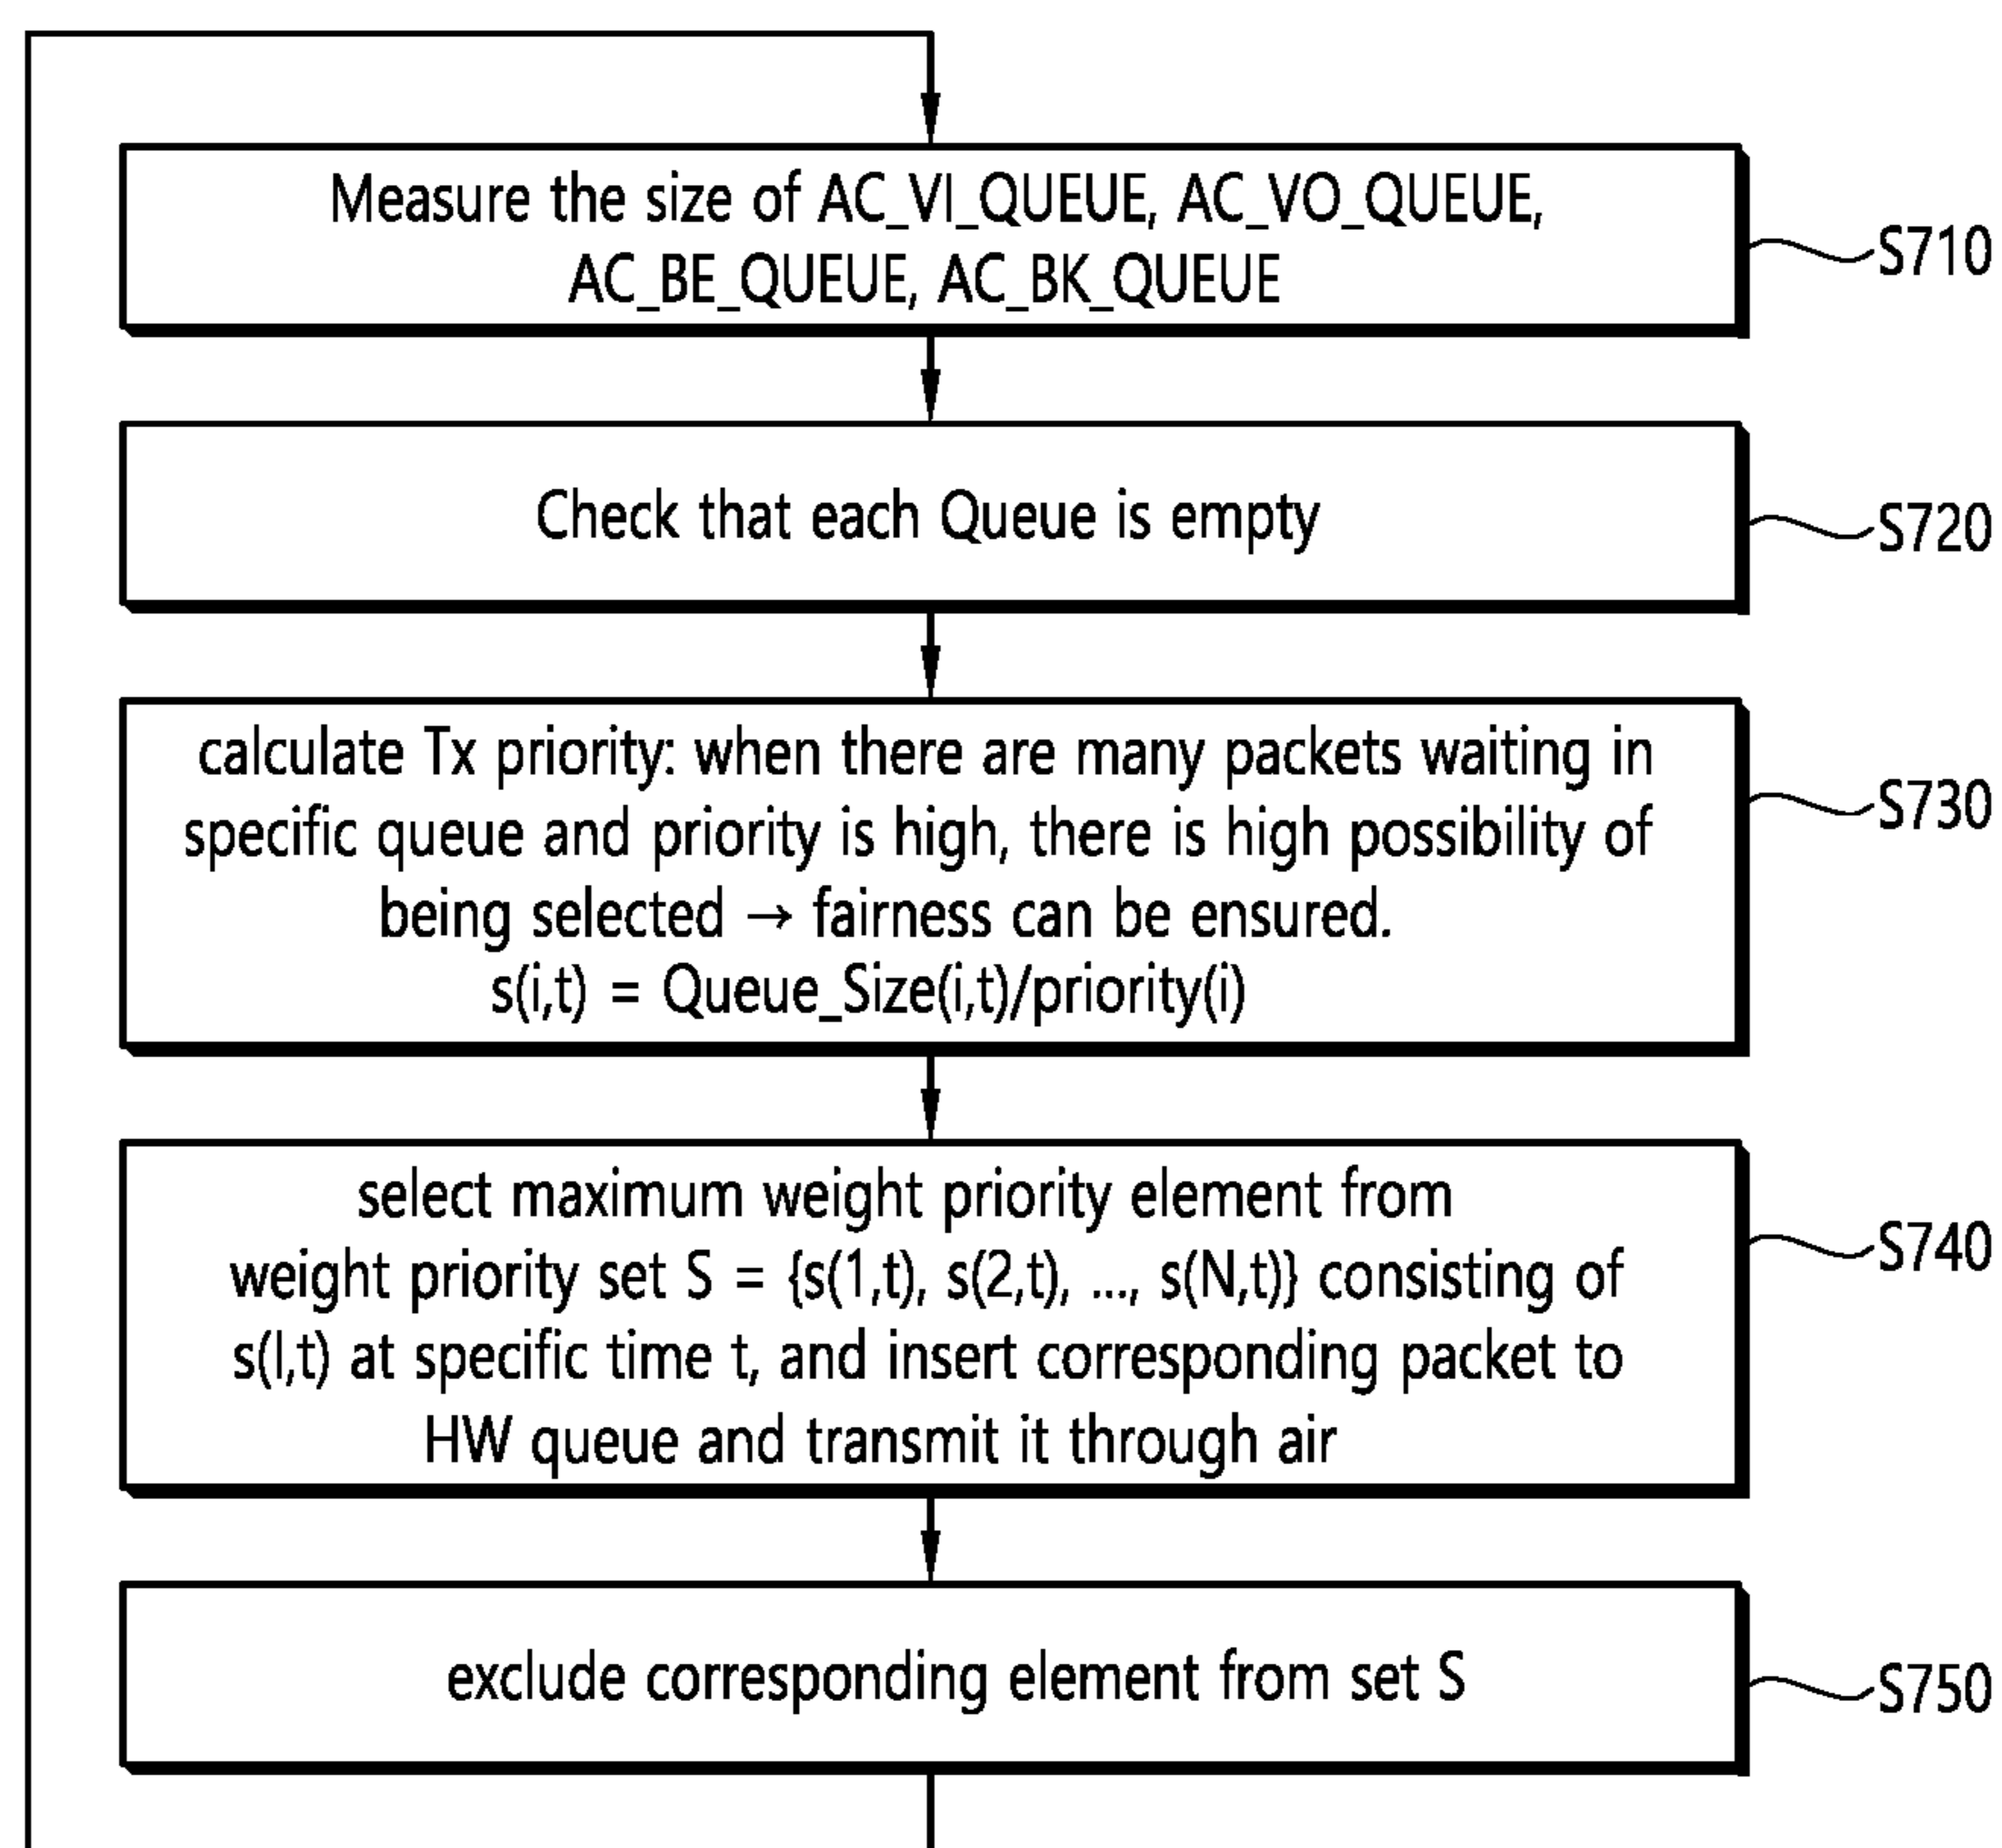 Measure the size of AC_VI_QUEUE, AC_VO_QUEUE,
AC_BE_QUEUE, AC_BK_QUEUE
S710
Check that each Queue is empty
S720
calculate Tx priority: when there are many packets waiting in
specific queue and priority is high, there is high possibility of
being selected → fairness can be ensured.
s(i,t) = Queue_Size(i,t)/priority(i)
S730
select maximum weight priority element from
weight priority set S = {s(1,t), s(2,t), ..., s(N,t)} consisting of
s(I,t) at specific time t, and insert corresponding packet to
HW queue and transmit it through air
S740
exclude corresponding element from set S
S750